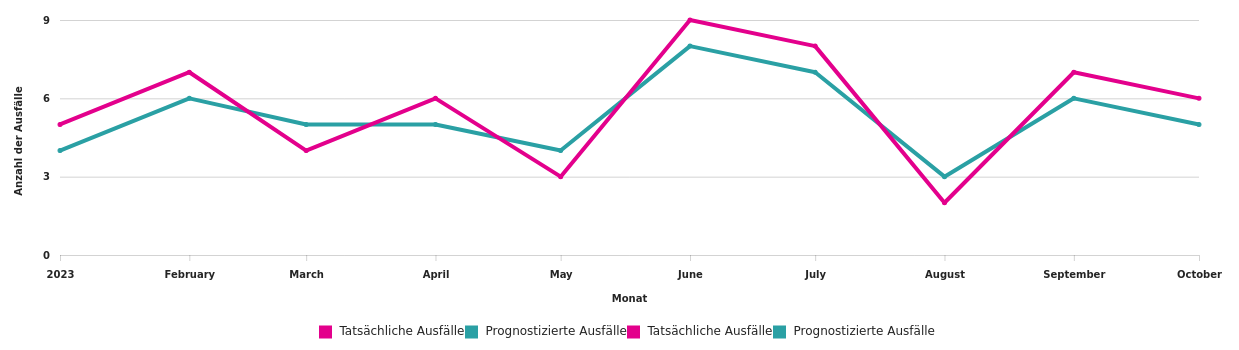 9
6
3
0
Anzahl der Ausfälle
2023 February March April May June July August September October
Monat
Tatsächliche Ausfälle Prognostizierte Ausfälle Tatsächliche Ausfälle Prognostizierte Ausfälle